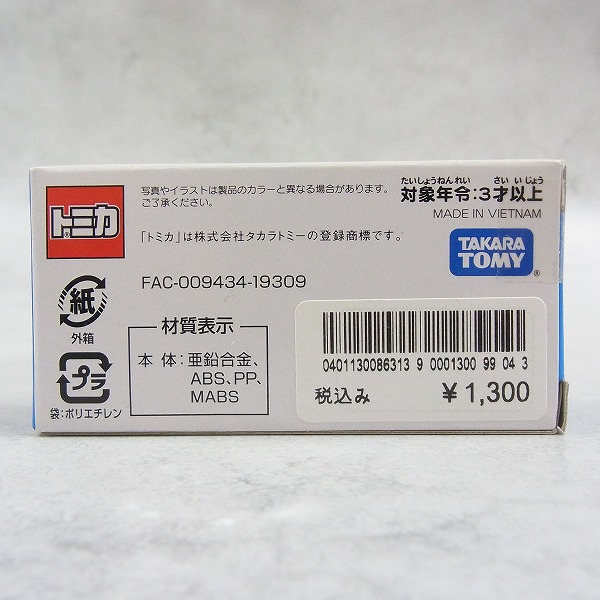 トミカ
®
写真やイラストは製品のカラーと異なる場合があります。
ご了承ください。
「トミカ」は株式会社タカラトミーの登録商標です。
たいしょうねんれい さいいじょう
対象年令:3才以上
MADE IN VIETNAM
TAKARA
TOMY
®
FAC-009434-19309
紙
外箱
プラ
袋:ポリエチレン
材質表示
本体:亜鉛合金、
ABS、PP、
MABS
0401130086313 9 0001300 99 04 3
税込み ¥1,300